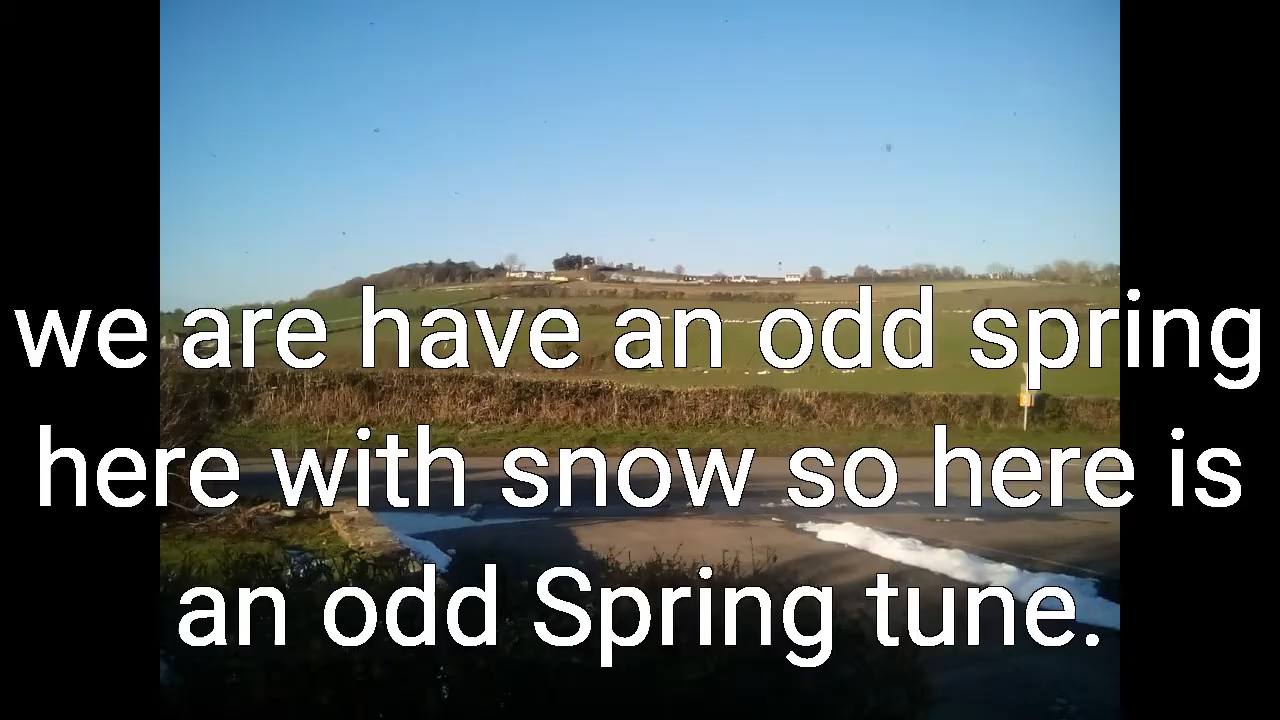 we are have an odd spring
here with snow so here is
an odd Spring tune.